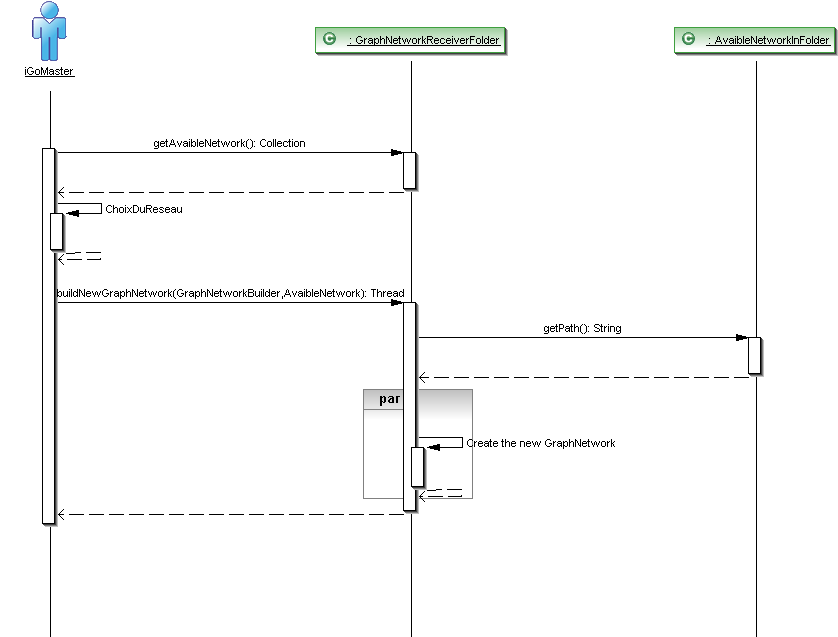 C : GraphNetworkReceiverFolder
C : AvaibleNetworkInFolder
iGoMaster
getAvaibleNetwork(): Collection
ChoixDuReseau
buildNewGraphNetwork(GraphNetworkBuilder,AvaibleNetwork): Thread
getPath(): String
par
Create the new GraphNetwork